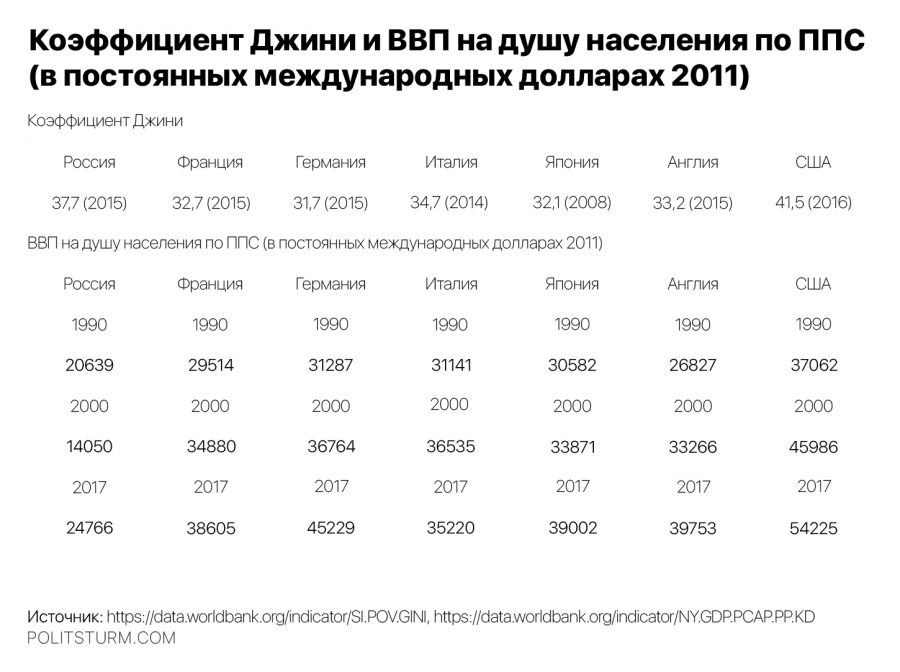 Коэффициент Джини и ВВП на душу населения по ППС
(в постоянных международных долларах 2011)
Коэффициент Джини
Россия Франция Германия Италия Япония Англия США
37,7 (2015) 32,7 (2015) 31,7 (2015) 34,7 (2014) 32,1 (2008) 33,2 (2015) 41,5 (2016)
ВВП на душу населения по ППС (в постоянных международных долларах 2011)
Россия Франция Германия Италия Япония Англия США
1990 1990 1990 1990 1990 1990 1990
20639 29514 31287 31141 30582 26827 37062
2000 2000 2000 2000 2000 2000 2000
14050 34880 36764 36535 33871 33266 45986
2017 2017 2017 2017 2017 2017 2017
24766 38605 45229 35220 39002 39753 54225
Источник: https://data.worldbank.org/indicator/SI.POV.GINI, https://data.worldbank.org/indicator/NY.GDP.PCAP.PP.KD
POLITSTURM.COM